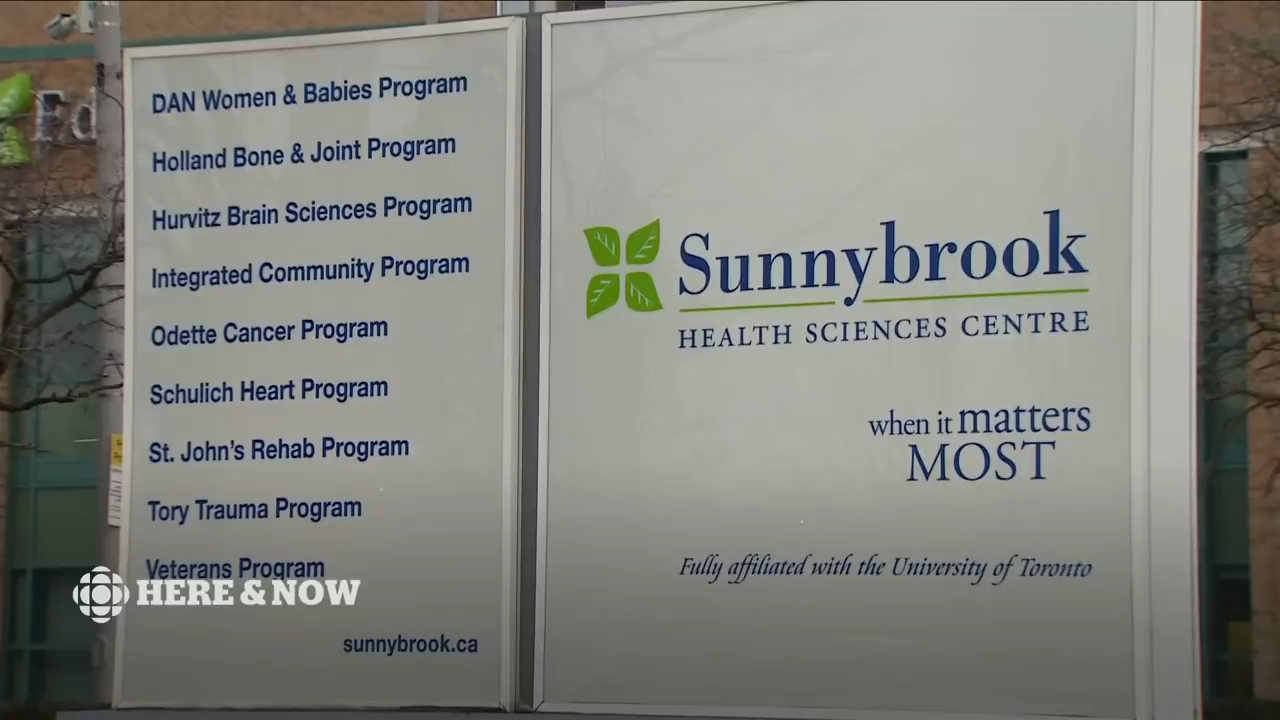 DAN Women & Babies Program
Holland Bone & Joint Program
Hurvitz Brain Sciences Program
Integrated Community Program
Odette Cancer Program
Schulich Heart Program
St. John's Rehab Program
Tory Trauma Program
Veterans Program
sunnybrook.ca
Sunnybrook
HEALTH SCIENCES CENTRE
when it matters
MOST
Fully affiliated with the University of Toronto
HERE & NOW